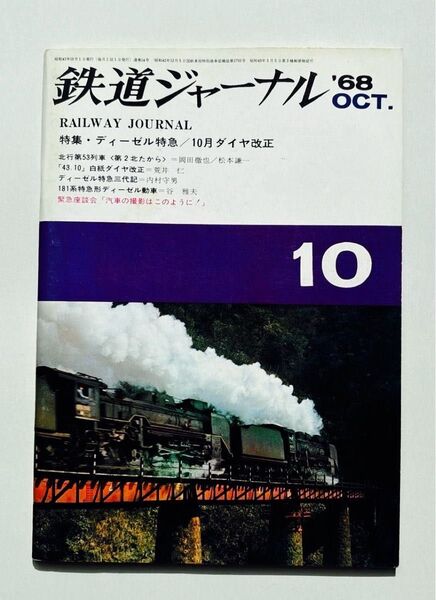 鉄道ジャーナル '68 OCT.
RAILWAY JOURNAL
特集・ディーゼル特急／10月ダイヤ改正
北行第53列車〈第2北たから〉＝岡田徹也／松本謙一
「43.10」白紙ダイヤ改正＝荒井 仁
ディーゼル特急三代記＝内村守男
181系特急形ディーゼル動車＝谷 雅夫
緊急座談会「汽車の撮影はこのように！」
10